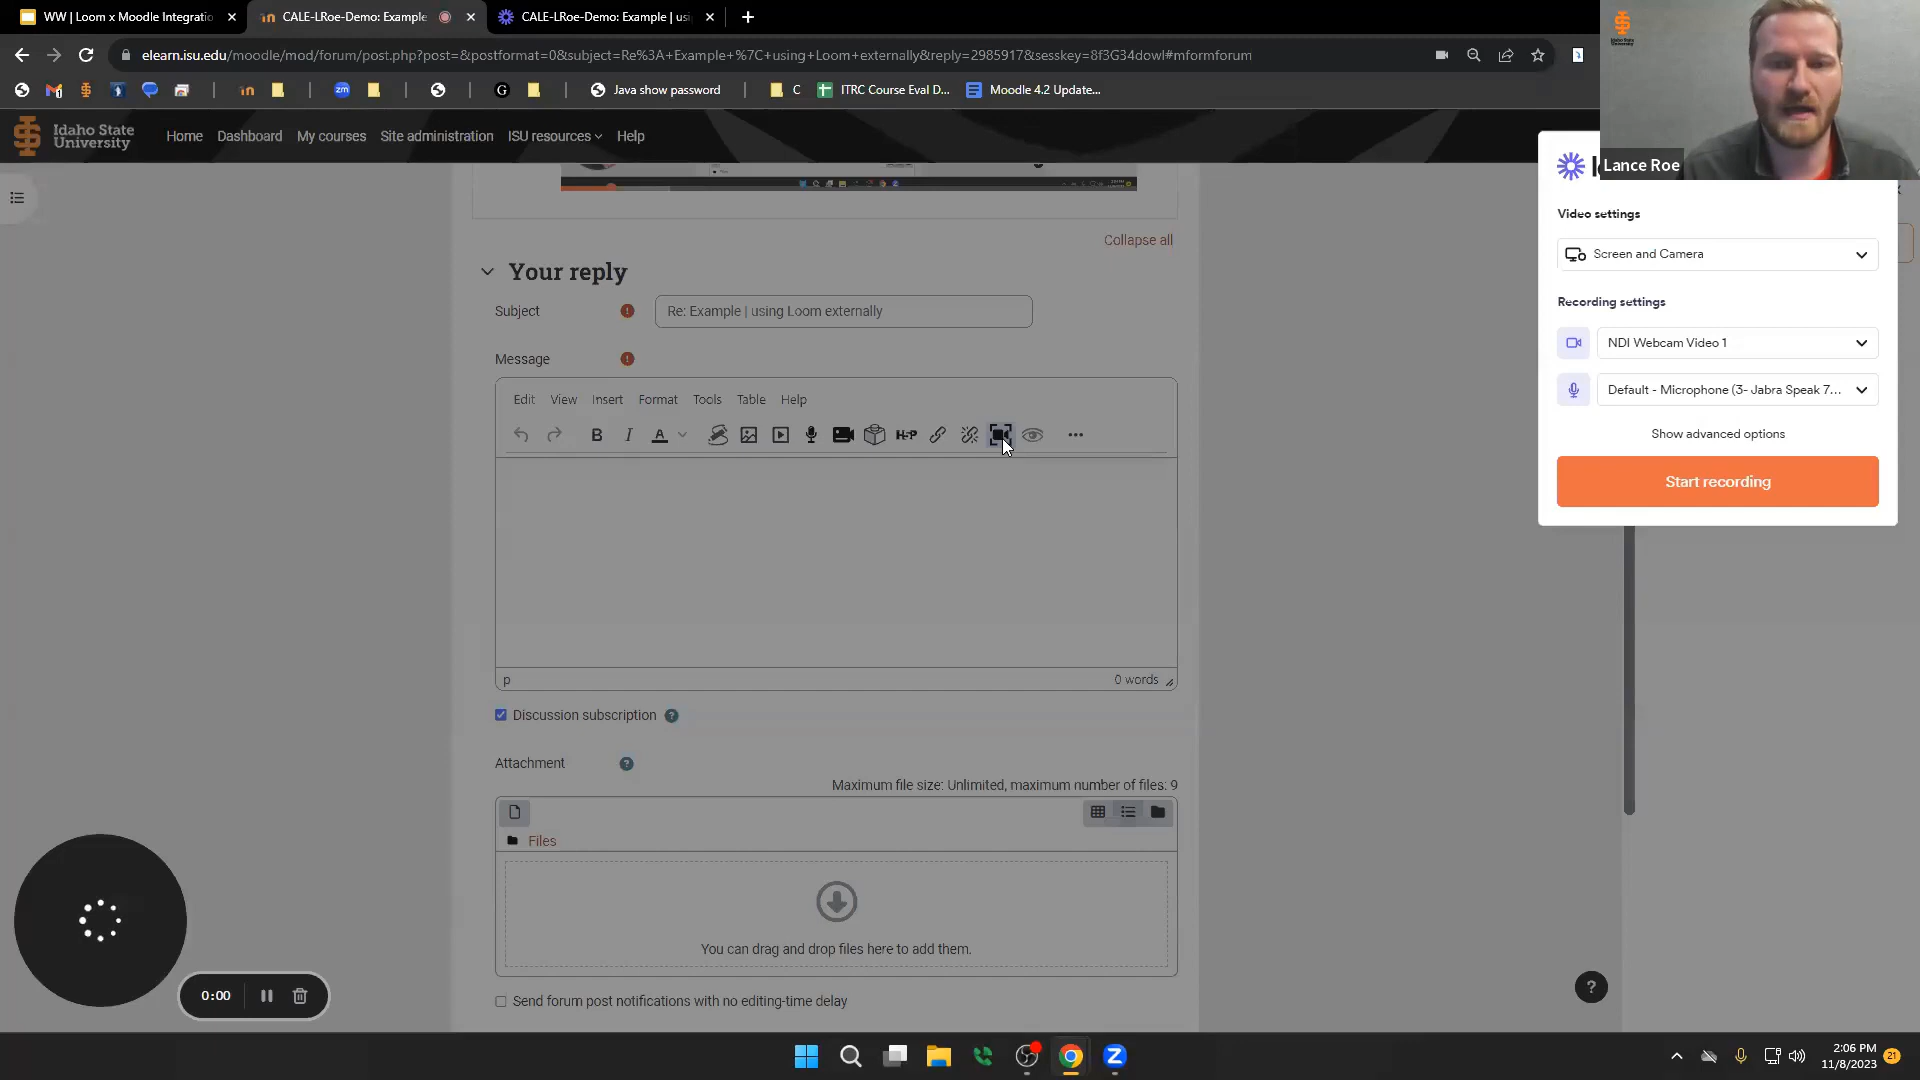 WW | Loom x Moodle Integratio
CALE-LRoe-Demo: Example
CALE-LRoe-Demo: Example | usi
elearn.isu.edu/moodle/mod/forum/post.php?post=&postformat=0&subject=Re%3A+Example+%7C+using+Loom+externally&reply=2985917&sesskey=8f3G34dowl#mformforum
Java show password
C
ITRC Course Eval D...
Moodle 4.2 Update...
Idaho State
University
Home
Dashboard
My courses
Site administration
ISU resources
Help
Lance Roe
Video settings
Screen and Camera
Recording settings
NDI Webcam Video 1
Default - Microphone (3- Jabra Speak 7...
Show advanced options
Start recording
Collapse all
Your reply
Subject
Re: Example | using Loom externally
Message
Edit
View
Insert
Format
Tools
Table
Help
B
I
A
H-P
p
0 words
Discussion subscription
Attachment
Maximum file size: Unlimited, maximum number of files: 9
Files
You can drag and drop files here to add them.
Send forum post notifications with no editing-time delay
0:00
2:06 PM
11/8/2023
21